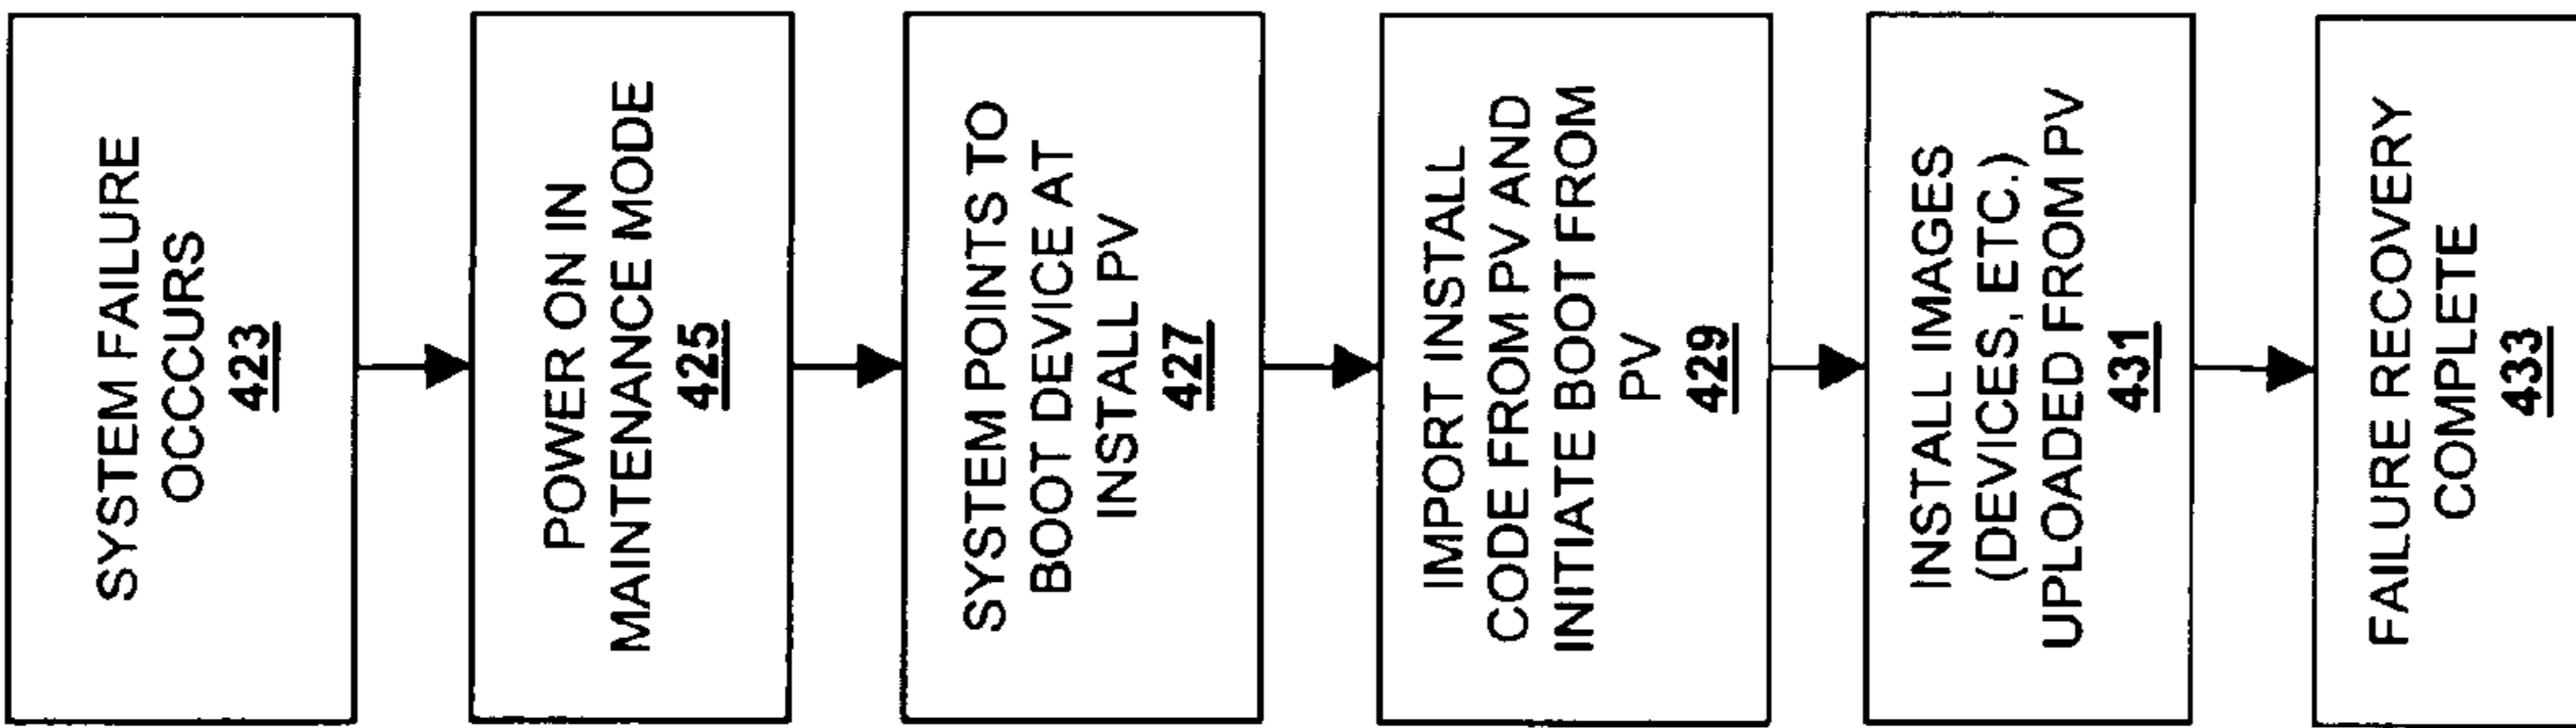 SYSTEM FAILURE
OCCCURS
423
POWER ON IN
MAINTENANCE MODE
425
SYSTEM POINTS TO
BOOT DEVICE AT
INSTALL PV
427
IMPORT INSTALL
CODE FROM PV AND
INITIATE BOOT FROM
PV
429
INSTALL IMAGES
(DEVICES, ETC.)
UPLOADED FROM PV
431
FAILURE RECOVERY
COMPLETE
433